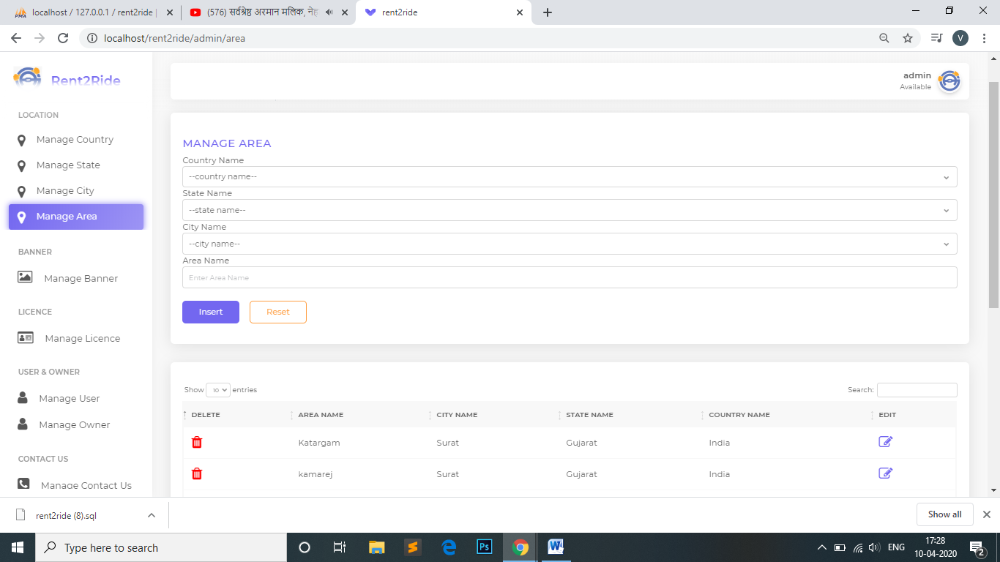 localhost / 127.0.0.1 / rent2ride |
(576) सर्वश्रेष्ठ अरमान मलिक, नेह
rent2ride
localhost/rent2ride/admin/area
V
Rent2Ride
admin
Available
LOCATION
Manage Country
Manage State
Manage City
Manage Area
BANNER
Manage Banner
LICENCE
Manage Licence
USER & OWNER
Manage User
Manage Owner
CONTACT US
Manage Contact Us
MANAGE AREA
Country Name
--country name--
State Name
--state name--
City Name
--city name--
Area Name
Enter Area Name
Insert Reset
Show 10 entries Search:
DELETE AREA NAME CITY NAME STATE NAME COUNTRY NAME EDIT
Katargam Surat Gujarat India
kamarej Surat Gujarat India
rent2ride (8).sql
Show all
Type here to search
Ps
W
ENG
17:28
10-04-2020
2